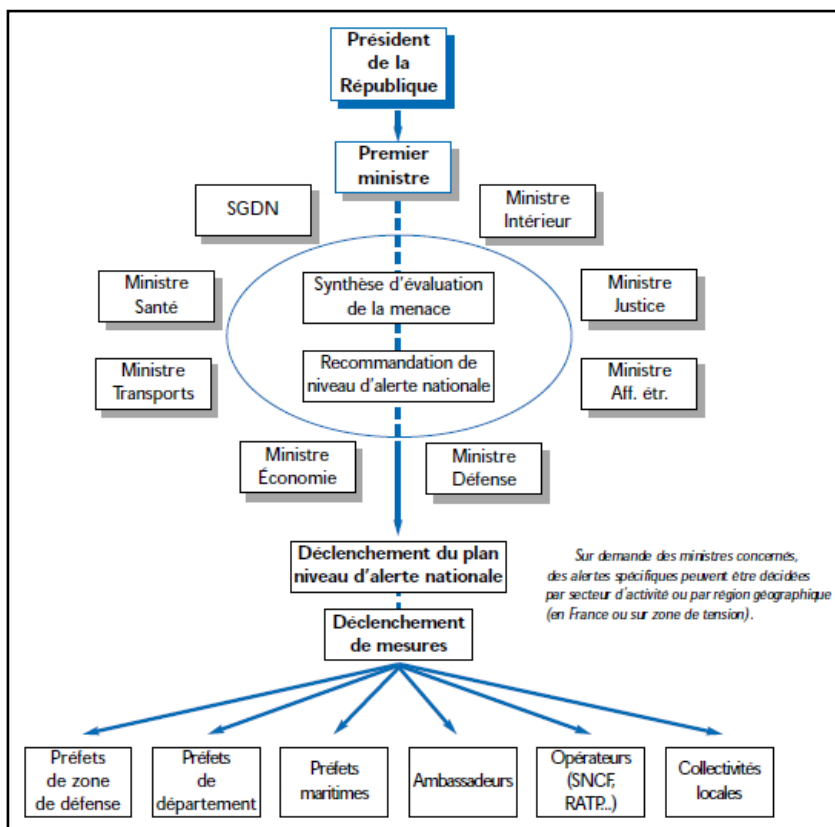 Président
de la
République
Premier
ministre
SGDN
Ministre
Intérieur
Ministre
Santé
Synthèse d'évaluation
de la menace
Ministre
Justice
Ministre
Transports
Recommandation de
niveau d'alerte nationale
Ministre
Aff. étr.
Ministre
Économie
Ministre
Défense
Déclenchement du plan
niveau d'alerte nationale
Sur demande des ministres concernés,
des alertes spécifiques peuvent être décidées
par secteur d'activité ou par région géographique
(en France ou sur zone de tension).
Déclenchement
de mesures
Préfets
de zone
de défense
Préfets
de
département
Préfets
maritimes
Ambassadeurs
Opérateurs
(SNCF,
RATP...)
Collectivités
locales